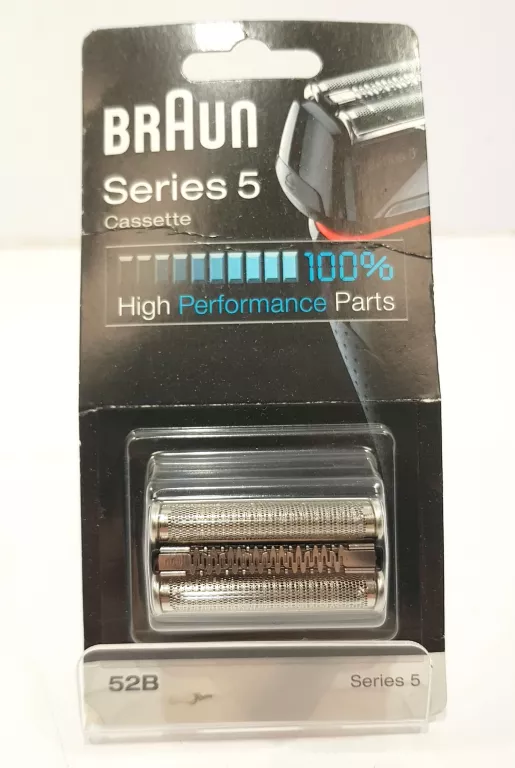 BRAUN
Series 5
Cassette
100%
High Performance Parts
52B
Series 5